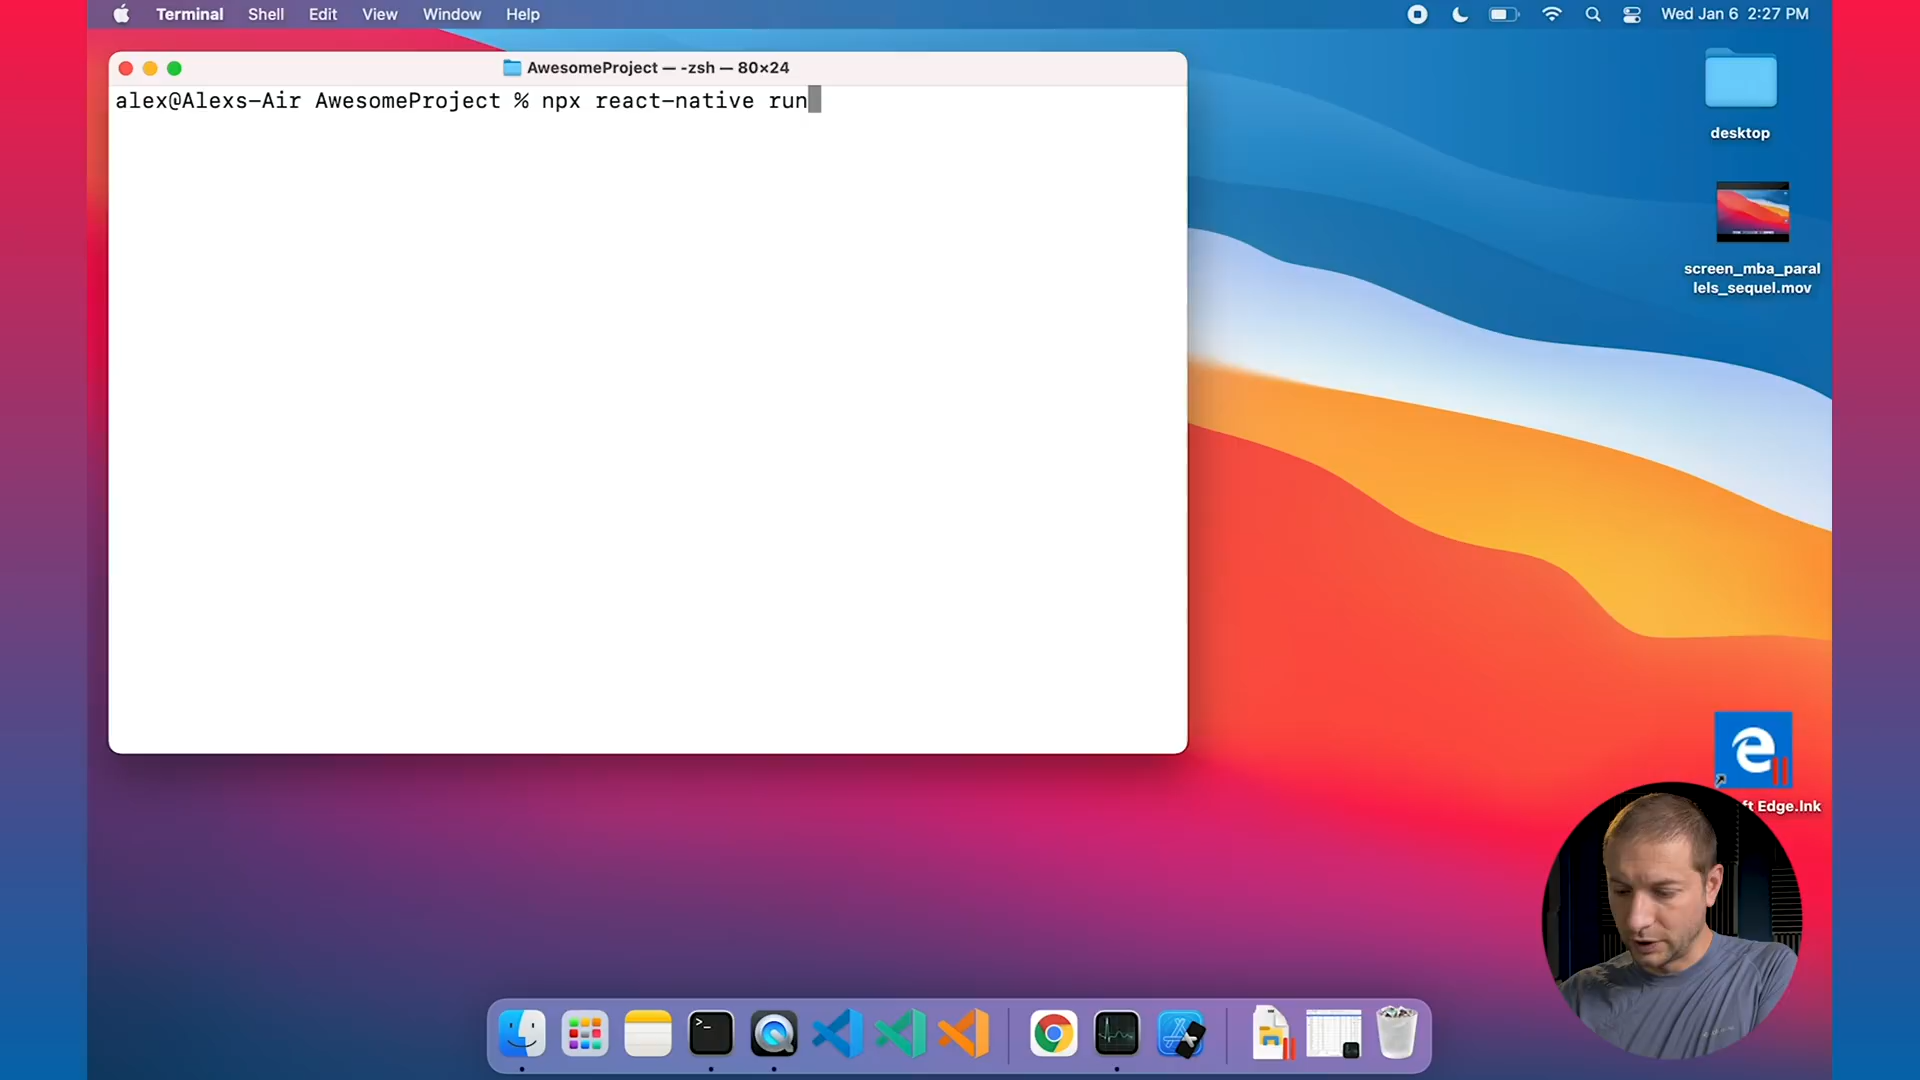 Terminal Shell Edit View Window Help
Wed Jan 6 2:27 PM
AwesomeProject — -zsh — 80×24
alex@Alexs-Air AwesomeProject % npx react-native run
desktop
screen_mba_paral
lels_sequel.mov
ft Edge.lnk